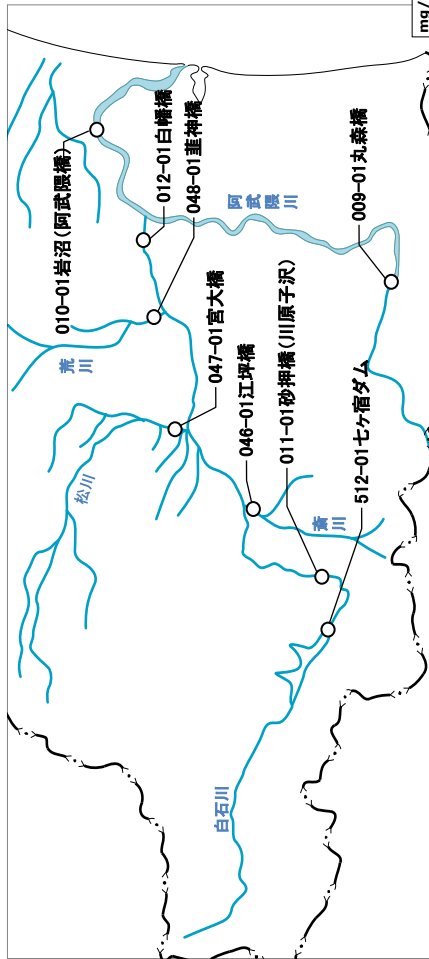 mg/
010-01岩沼(阿武隈橋)
012-01白幡橋
048-01韮神橋
阿武隈川
009-01丸森橋
荒川
047-01宮大橋
松川
046-01江坪橋
011-01砂押橋(川原子沢)
斎川
512-01七ヶ宿ダム
白石川